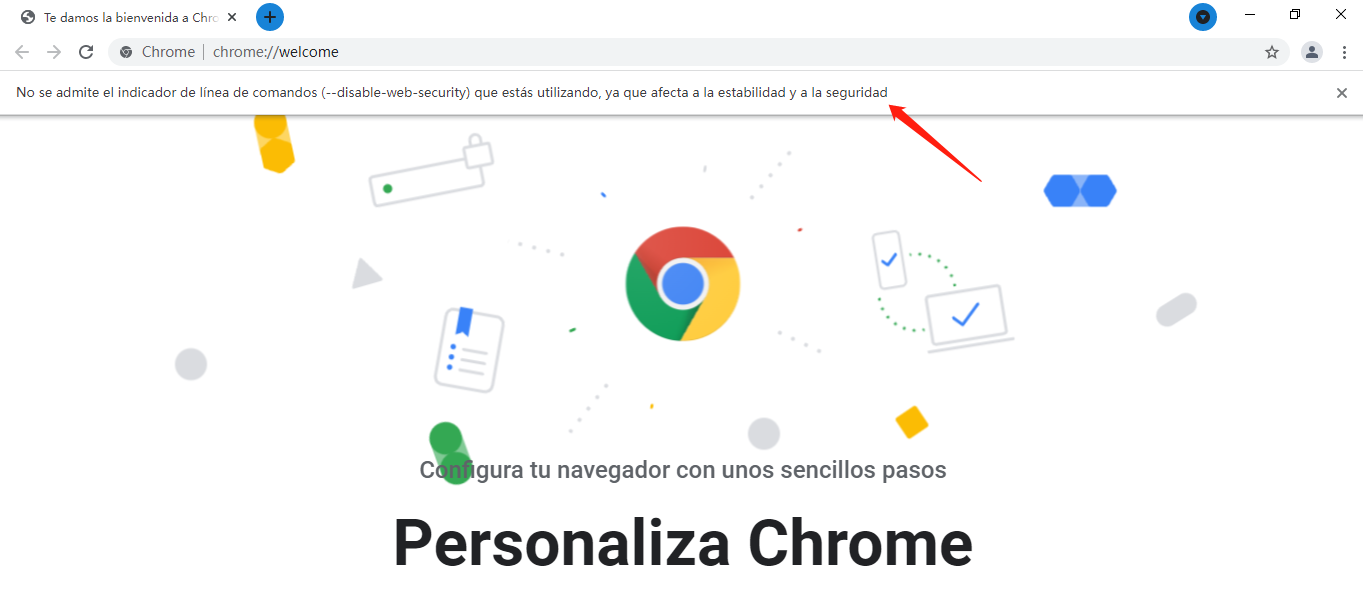 Te damos la bienvenida a Chro
Chrome | chrome://welcome
No se admite el indicador de línea de comandos (--disable-web-security) que estás utilizando, ya que afecta a la estabilidad y a la seguridad
Configura tu navegador con unos sencillos pasos
Personaliza Chrome